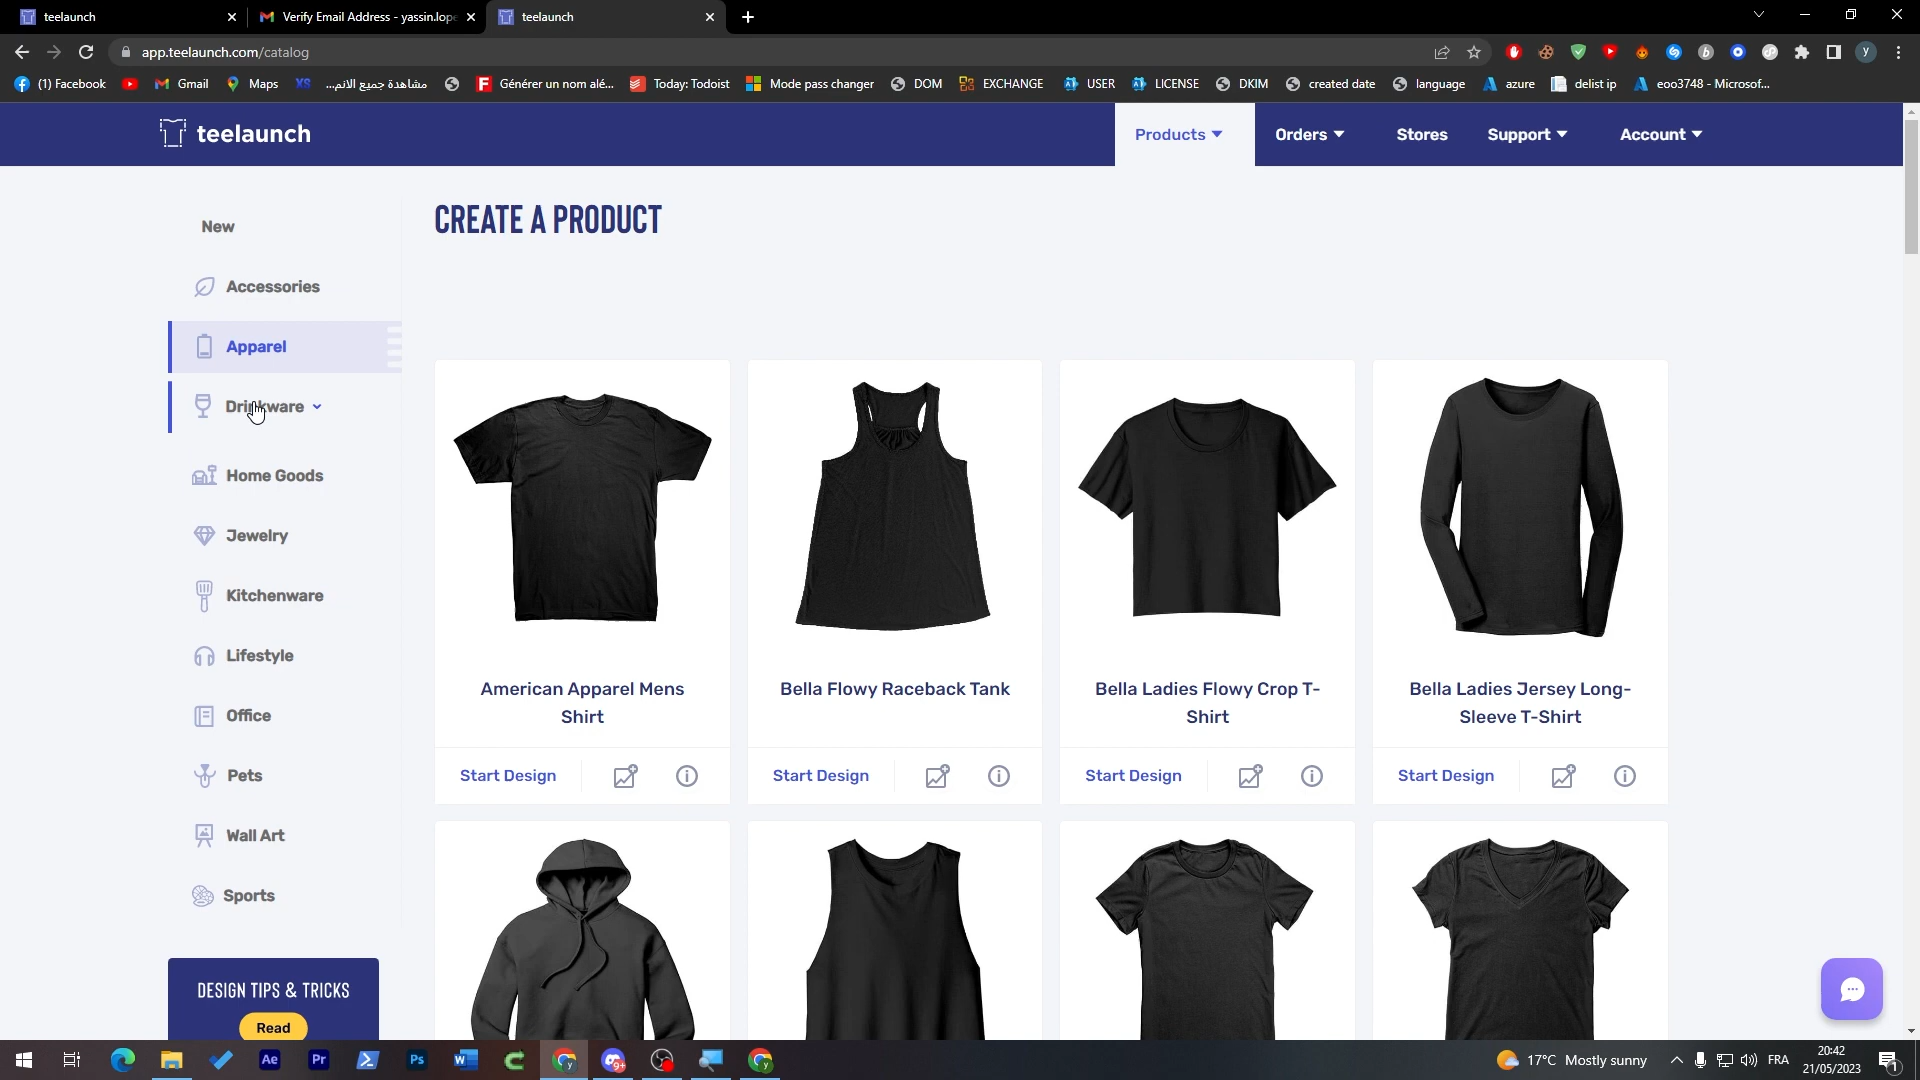 teelaunch
Verify Email Address - yassin.lope
teelaunch
app.teelaunch.com/catalog
(1) Facebook
Gmail
Maps
مشاهدة جميع الانم...
Générer un nom alé...
Today: Todoist
Mode pass changer
DOM
EXCHANGE
USER
LICENSE
DKIM
created date
language
azure
delist ip
eoo3748 - Microsof...
teelaunch
Products
Orders
Stores
Support
Account
New
Accessories
Apparel
Drinkware
Home Goods
Jewelry
Kitchenware
Lifestyle
Office
Pets
Wall Art
Sports
DESIGN TIPS & TRICKS
Read
CREATE A PRODUCT
American Apparel Mens
Shirt
Start Design
Bella Flowy Raceback Tank
Start Design
Bella Ladies Flowy Crop T-
Shirt
Start Design
Bella Ladies Jersey Long-
Sleeve T-Shirt
Start Design
17°C Mostly sunny
FRA
20:42
21/05/2023